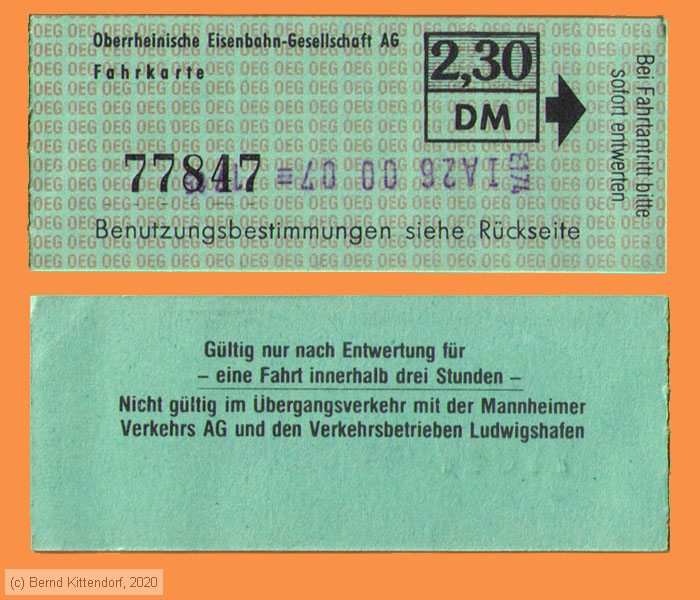 Oberrheinische Eisenbahn-Gesellschaft AG
Fahrkarte
2,30
DM
Bei Fahrtantritt bitte
sofort entwerten
77847
Benutzungsbestimmungen siehe Rückseite
Gültig nur nach Entwertung für
– eine Fahrt innerhalb drei Stunden –
Nicht gültig im Übergangsverkehr mit der Mannheimer
Verkehrs AG und den Verkehrsbetrieben Ludwigshafen
(c) Bernd Kittendorf, 2020